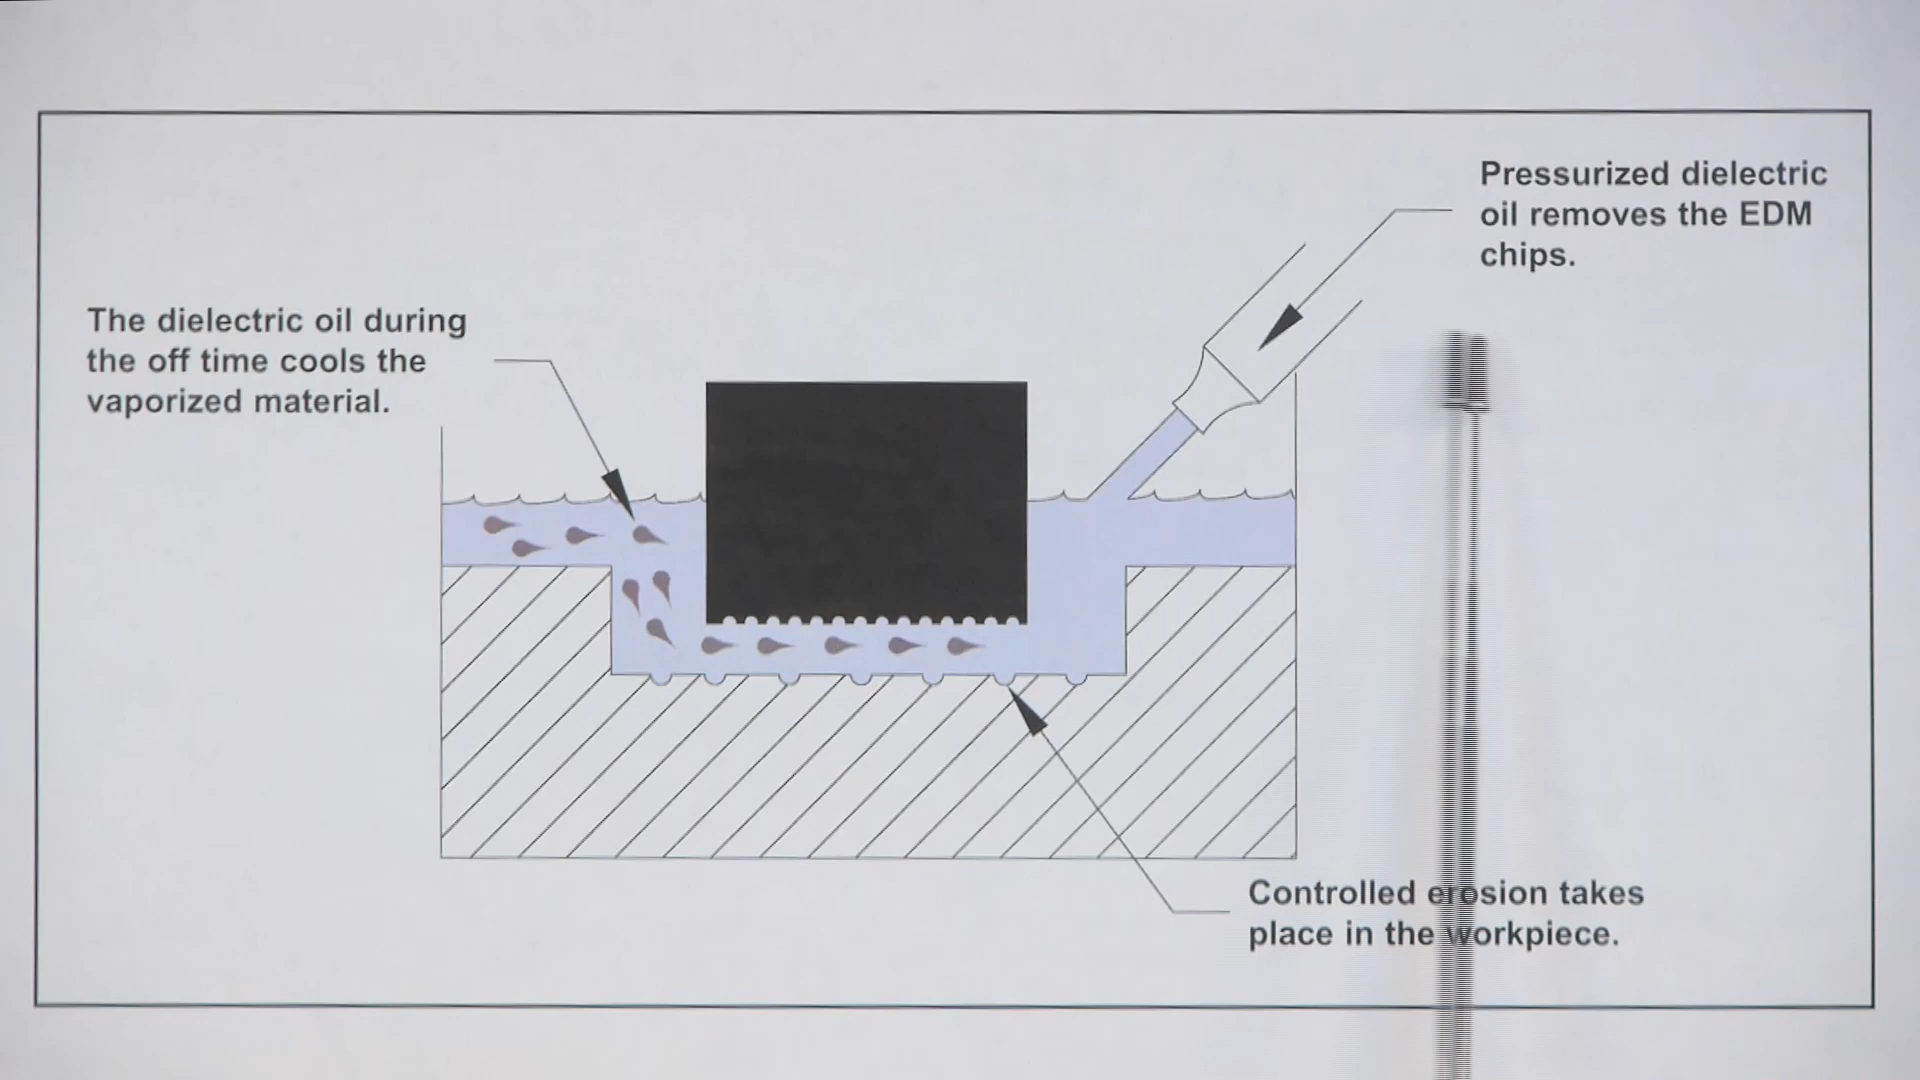 Pressurized dielectric
oil removes the EDM
chips.
The dielectric oil during
the off time cools the
vaporized material.
Controlled erosion takes
place in the workpiece.